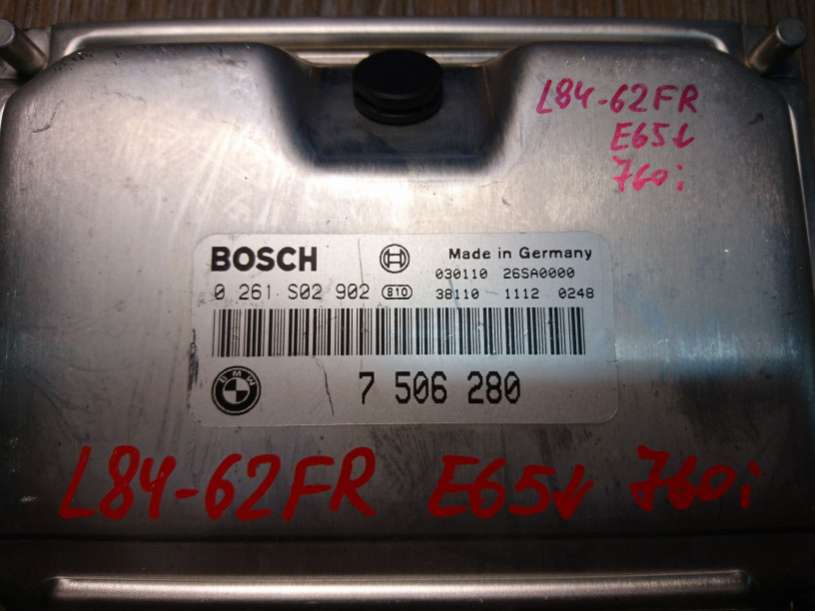 L84-62FR
E65↓
760i
BOSCH
Made in Germany
030110 26SA0000
0 261 S02 902 810 38110 1112 0248
BMW
7 506 280
L84-62FR E65↓ 760i